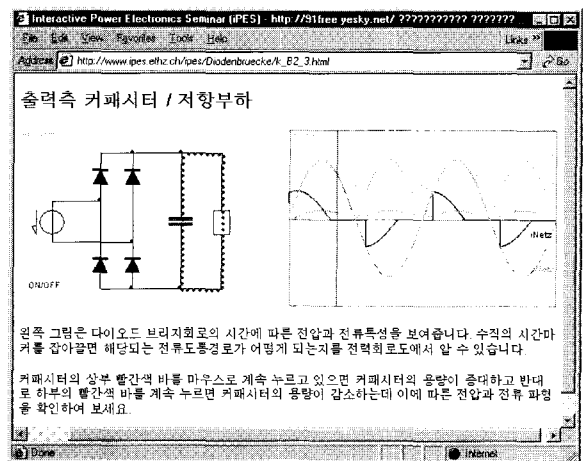 Interactive Power Electronics Seminar (iPES) - http://91free.yesky.net/ ??????????? ???????
File Edit View Favorites Tools Help
Links »
Address http://www.ipes.ethz.ch/ipes/Diodenbruecke/k_B2_3.html
Go
출력측 커패시터 / 저항부하
ON/OFF
iNetz
왼쪽 그림은 다이오드 브리지회로의 시간에 따른 전압과 전류특성을 보여줍니다. 수직의 시간마
커를 잡아끌면 해당되는 전류도통경로가 어떻게 되는지를 전력회로도에서 알 수 있습니다.
커패시터의 상부 빨간색 바를 마우스로 계속 누르고 있으면 커패시터의 용량이 증대하고 반대
로 하부의 빨간색 바를 계속 누르면 커패시터의 용량이 감소하는데 이에 따른 전압과 전류 파형
을 확인하여 보세요.
Done
Internet